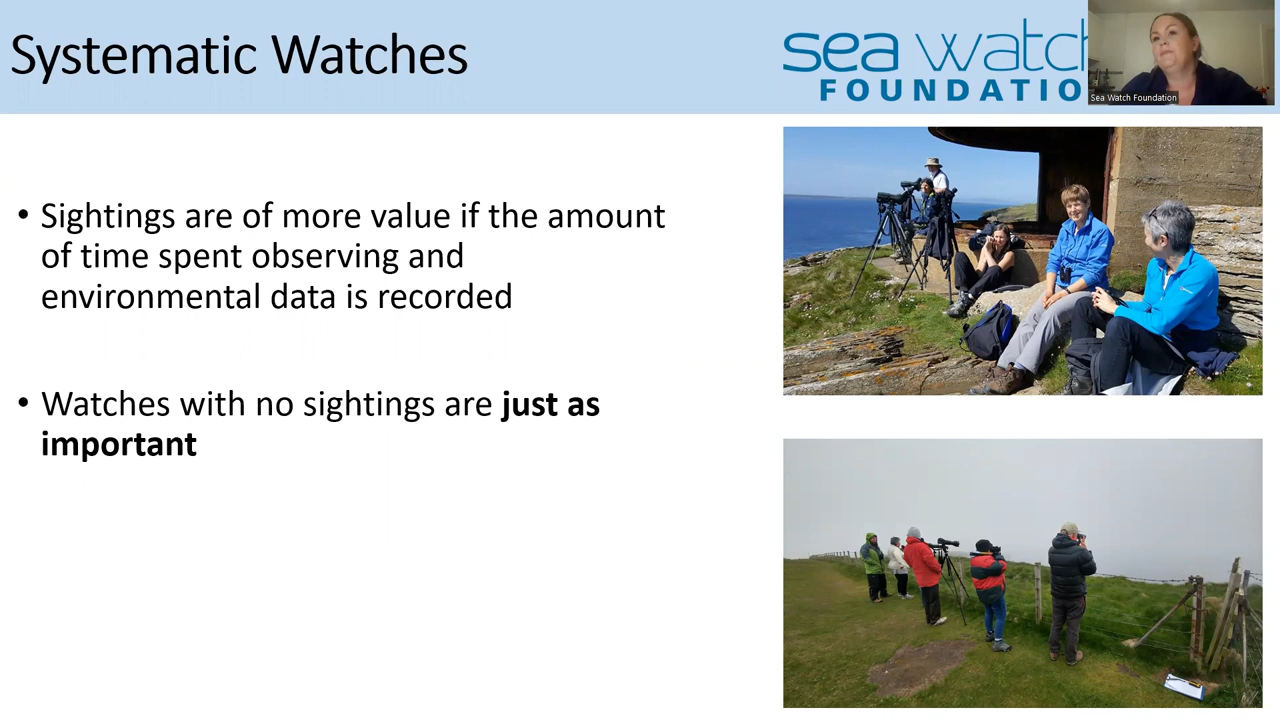 Systematic Watches
sea watch
FOUNDATIO
Sea Watch Foundation
• Sightings are of more value if the amount
of time spent observing and
environmental data is recorded
• Watches with no sightings are just as
important